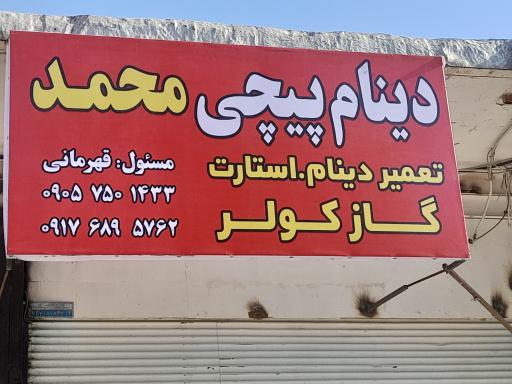 دینام پیچی محمد
تعمیر دینام.استارت
گاز کولر
مسئول: قهرمانی
۰۹۰۵ ۷۵۰ ۱۴۳۳
۰۹۱۷ ۶۸۹ ۵۷۶۲